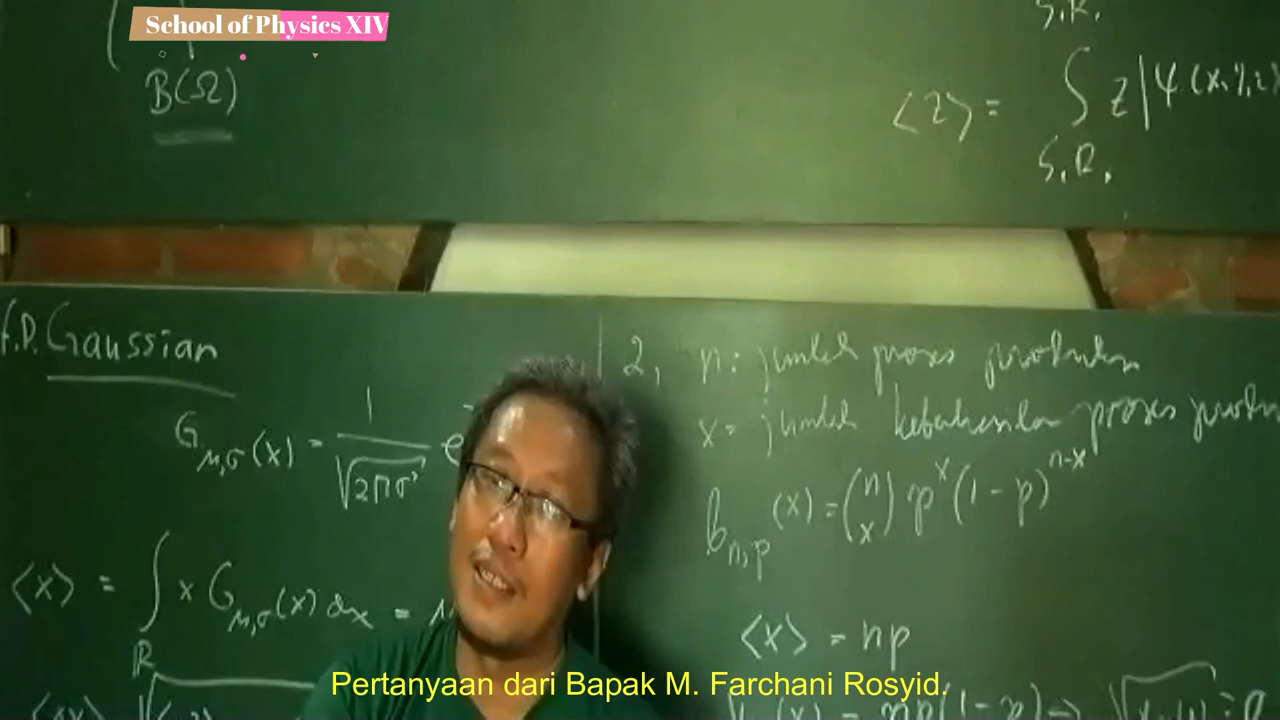 School of Physics XIV
B(Ω)
S.R.
⟨z⟩ = ∫ z|Ψ(x,y,z)
S.R.
f.D. Gaussian
G_{μ,σ}(x) = 1/√2πσ² e
⟨x⟩ = ∫ x G_{μ,σ}(x) dx =
ℝ
2, n: jumlah proses produksi
x = jumlah keberhasilan proses
b_{n,p}(x) = (n x) p^x (1-p)^{n-x}
⟨x⟩ = np
Pertanyaan dari Bapak M. Farchani Rosyid.